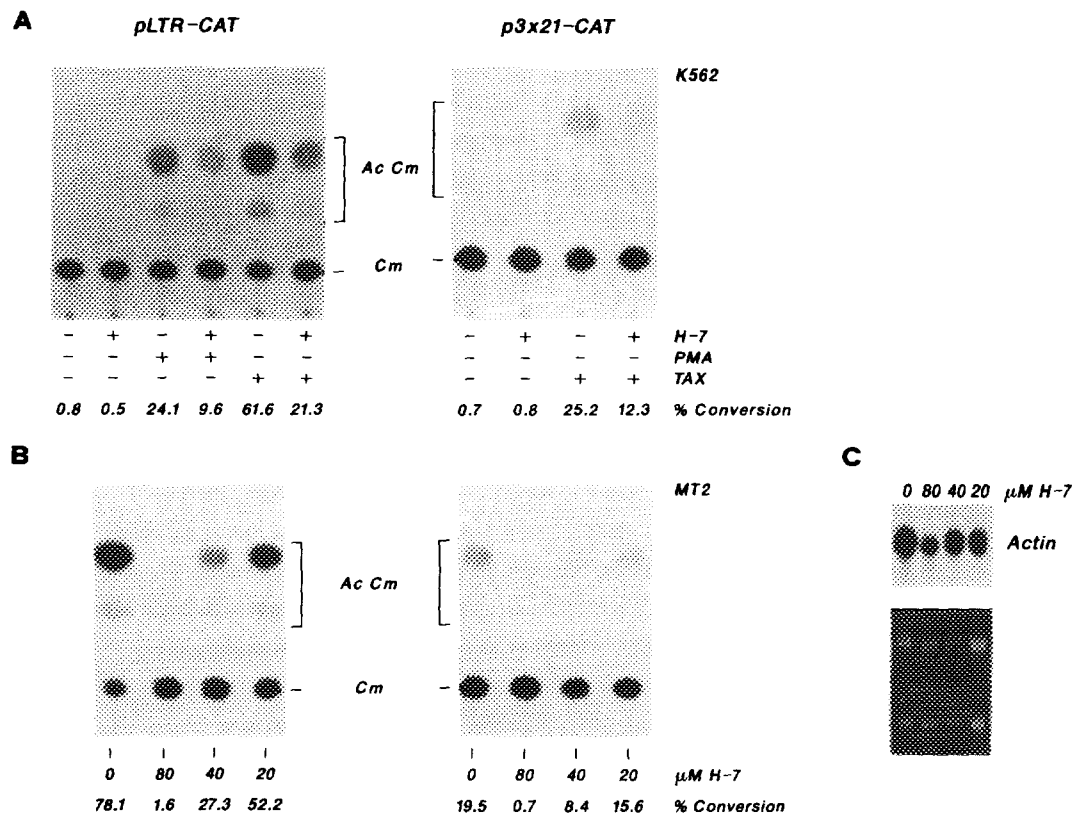 A
pLTR-CAT p3x21-CAT
K562
Ac Cm
Cm
- + - + - + - + - + H-7
- - + + - - - - - - PMA
- - - - + + - - + + TAX
0.8 0.5 24.1 9.6 61.6 21.3 0.7 0.8 25.2 12.3 % Conversion
B
MT2
Ac Cm
Cm
0 80 40 20 0 80 40 20 μM H-7
78.1 1.6 27.3 52.2 19.5 0.7 8.4 15.6 % Conversion
C
0 80 40 20 μM H-7
Actin